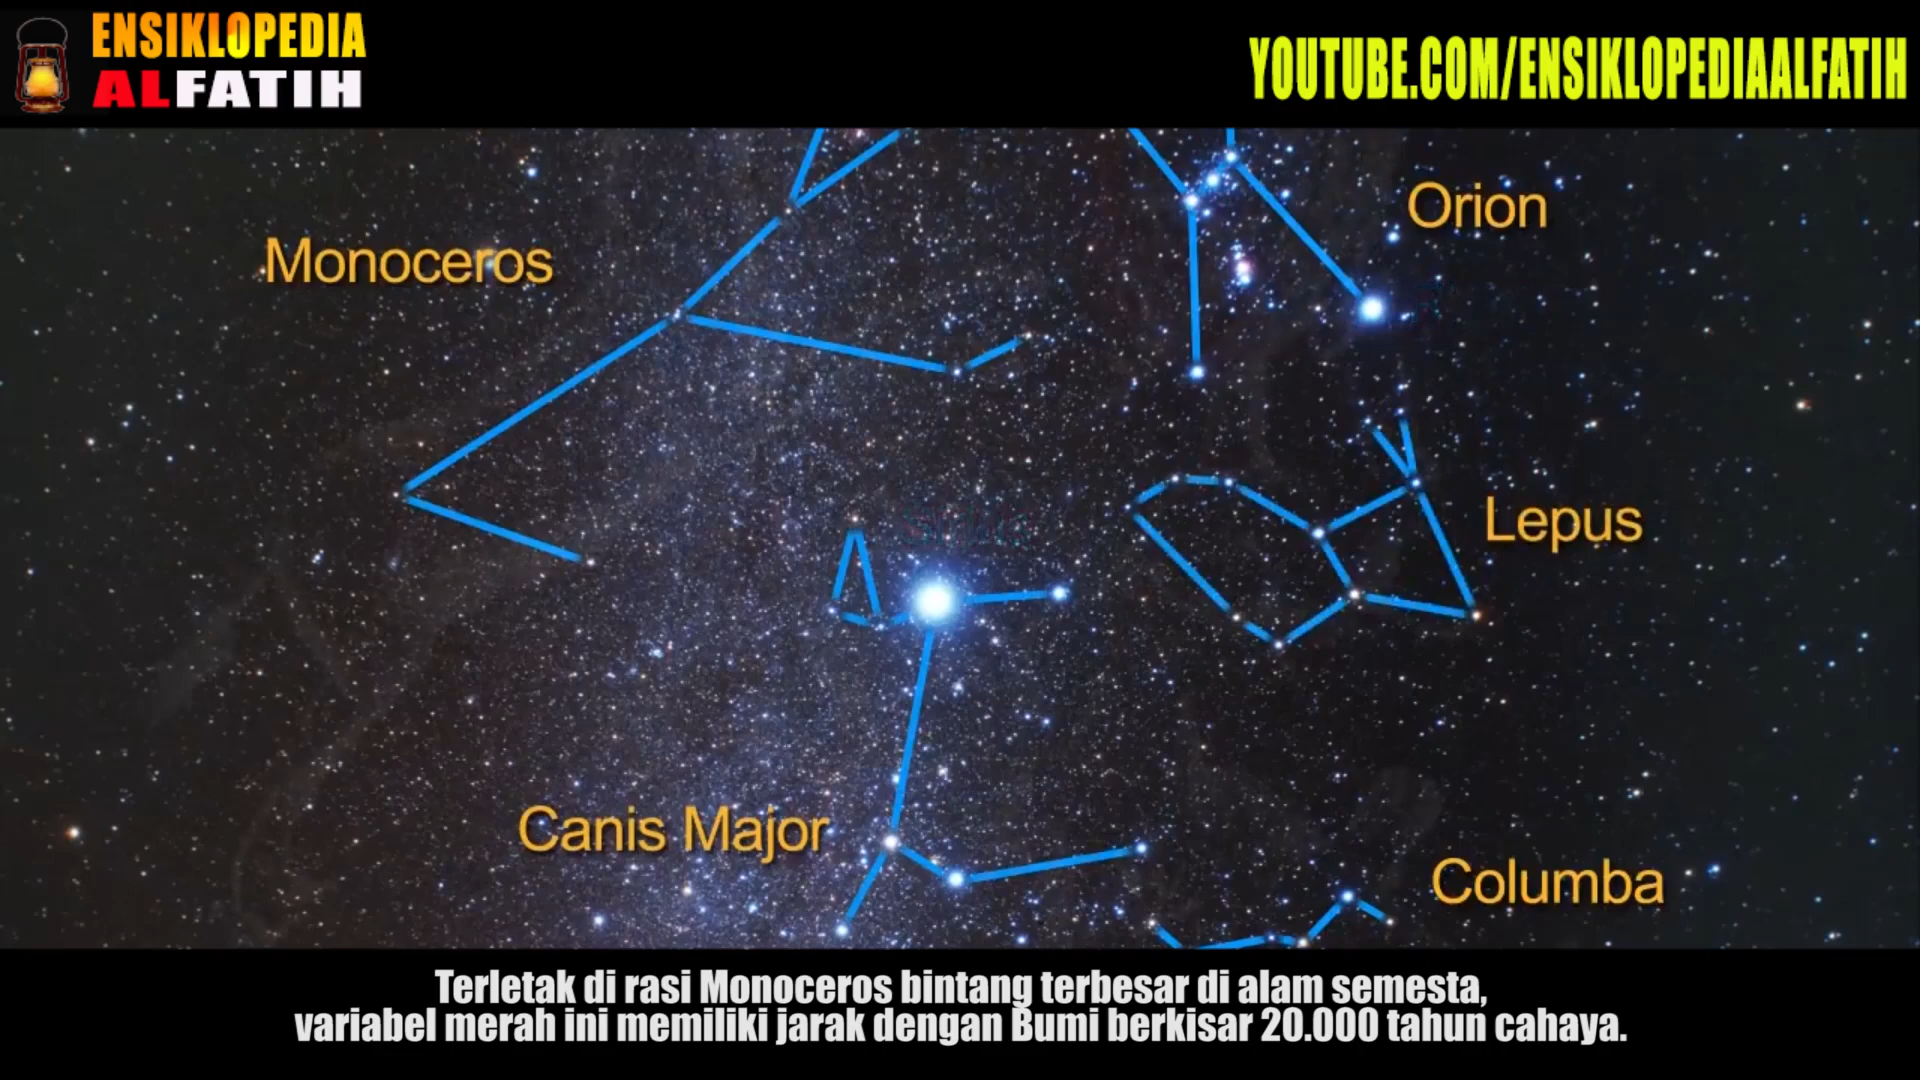 ENSIKLOPEDIA
ALFATIH
YOUTUBE.COM/ENSIKLOPEDIAALFATIH
Orion
Monoceros
Lepus
Canis Major
Columba
Terletak di rasi Monoceros bintang terbesar di alam semesta,
variabel merah ini memiliki jarak dengan Bumi berkisar 20.000 tahun cahaya.